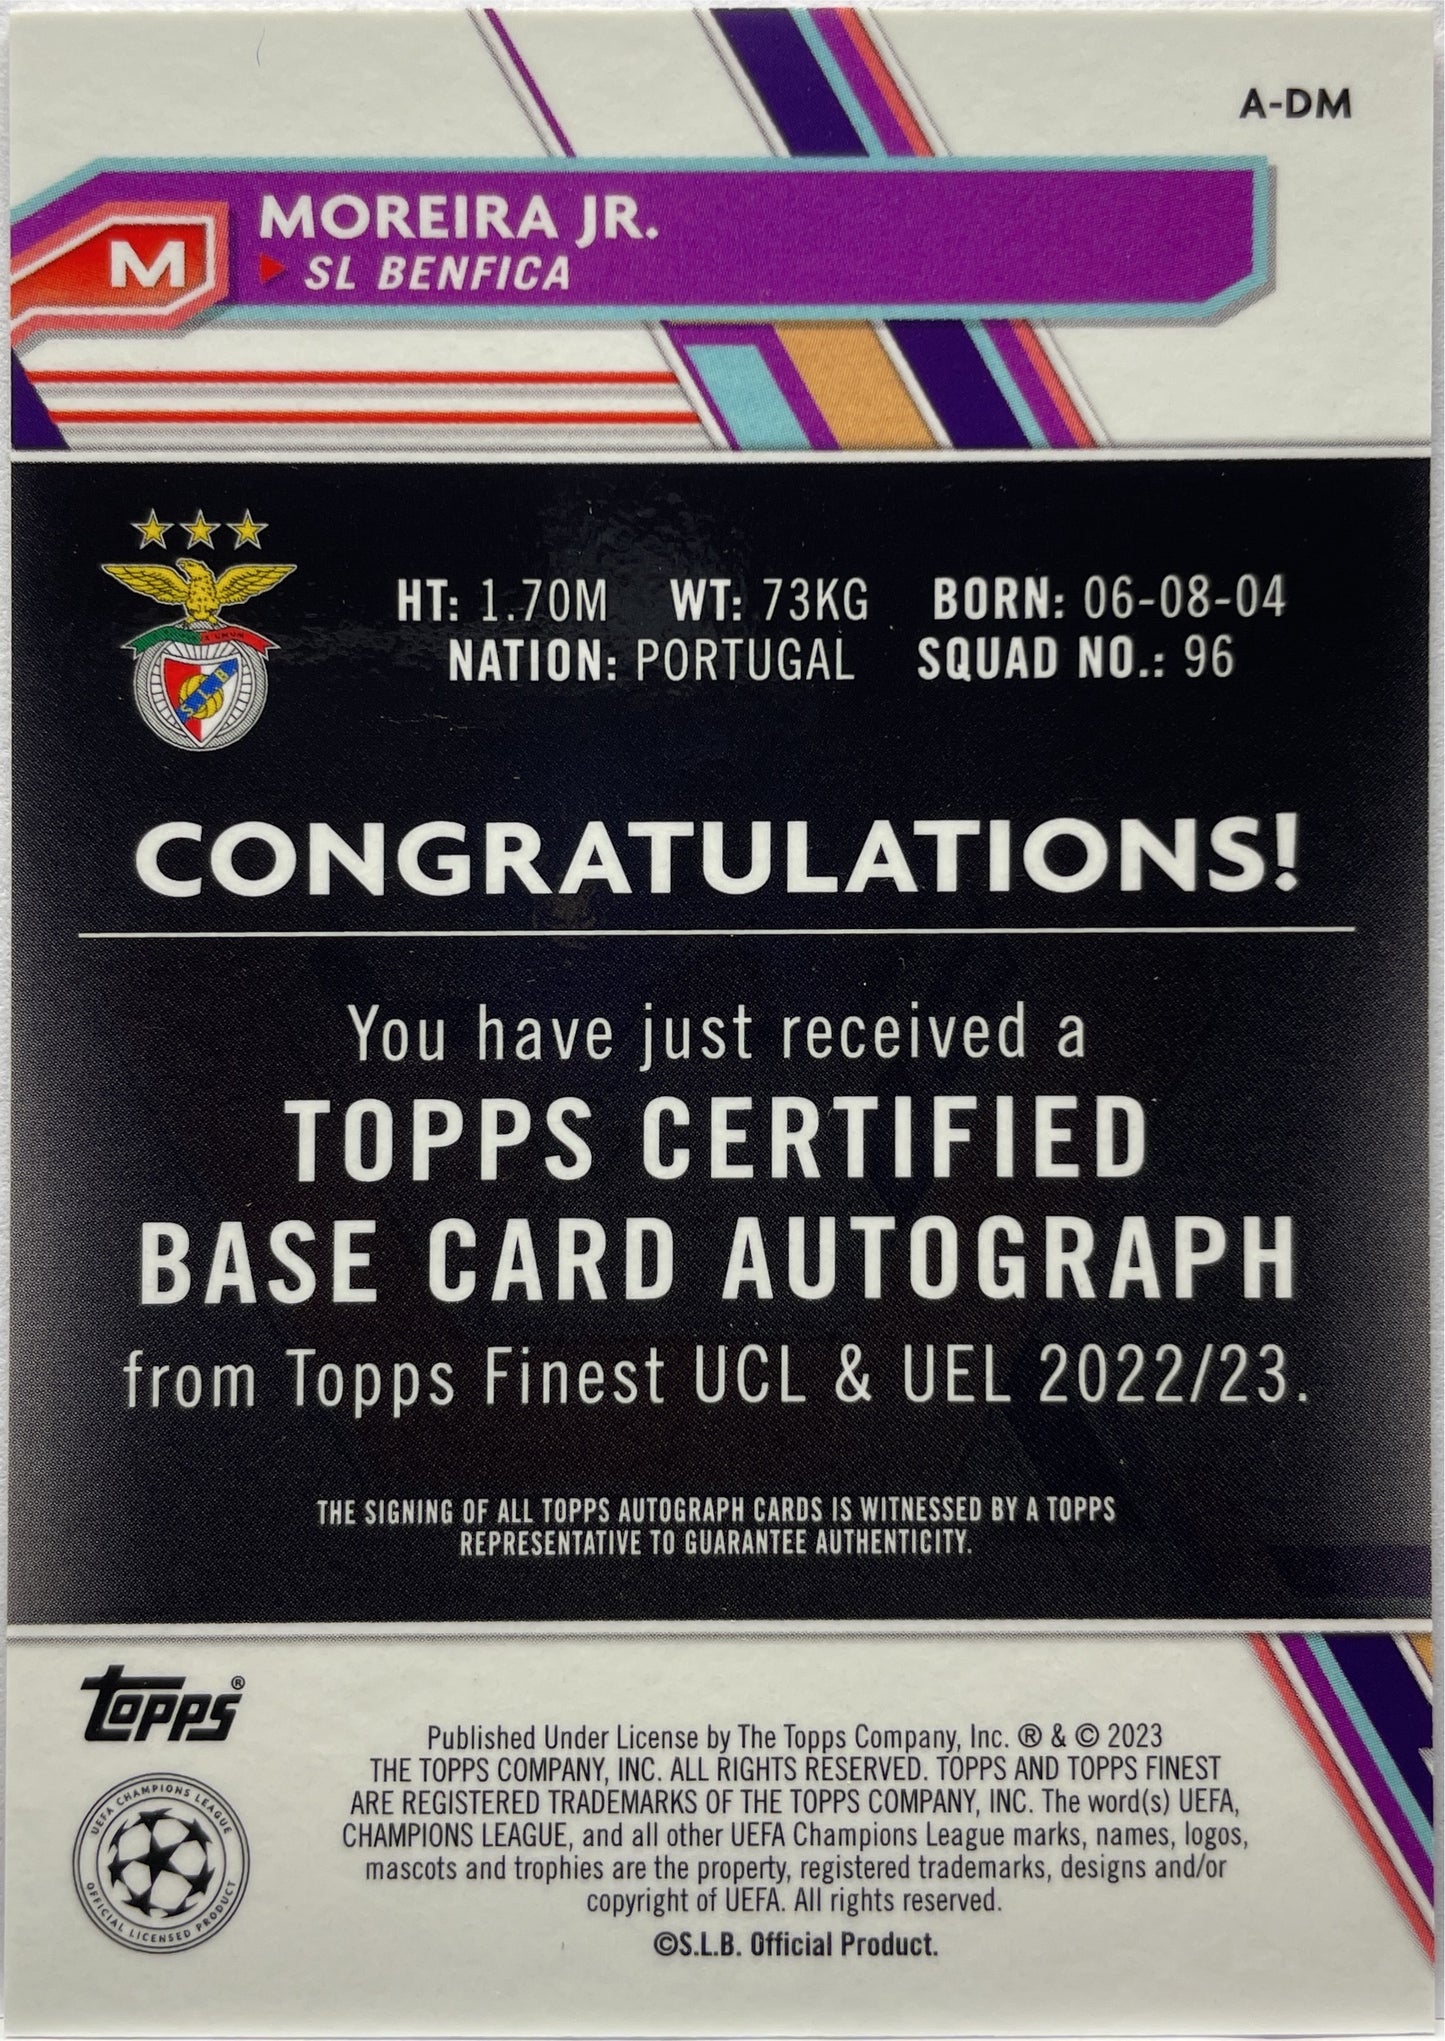 A-DM
M
MOREIRA JR.
SL BENFICA
HT: 1.70M WT: 73KG BORN: 06-08-04
NATION: PORTUGAL SQUAD NO.: 96
SLB
CONGRATULATIONS!
You have just received a
TOPPS CERTIFIED
BASE CARD AUTOGRAPH
from Topps Finest UCL & UEL 2022/23.
THE SIGNING OF ALL TOPPS AUTOGRAPH CARDS IS WITNESSED BY A TOPPS
REPRESENTATIVE TO GUARANTEE AUTHENTICITY.
topps®
UEFA CHAMPIONS LEAGUE
OFFICIAL LICENSED PRODUCT
Published Under License by The Topps Company, Inc. ® & © 2023
THE TOPPS COMPANY, INC. ALL RIGHTS RESERVED. TOPPS AND TOPPS FINEST
ARE REGISTERED TRADEMARKS OF THE TOPPS COMPANY, INC. The word(s) UEFA,
CHAMPIONS LEAGUE, and all other UEFA Champions League marks, names, logos,
mascots and trophies are the property, registered trademarks, designs and/or
copyright of UEFA. All rights reserved.
©S.L.B. Official Product.